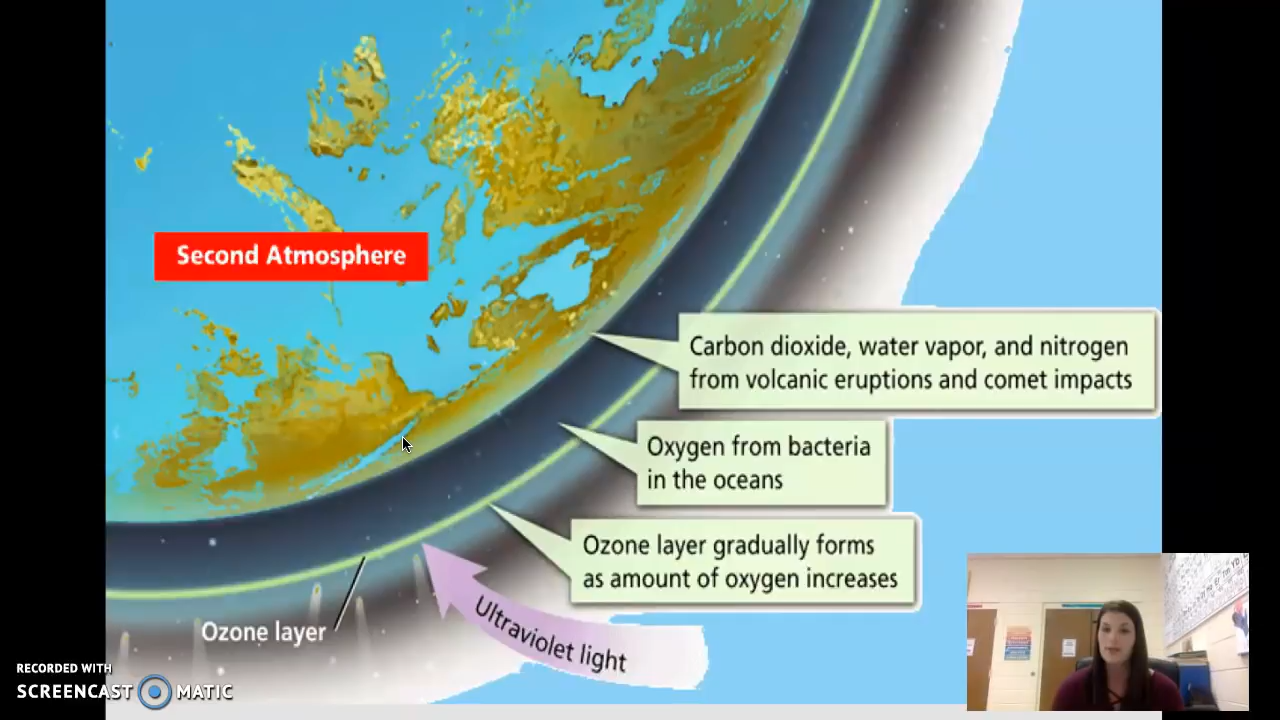 Second Atmosphere
Carbon dioxide, water vapor, and nitrogen
from volcanic eruptions and comet impacts
Oxygen from bacteria
in the oceans
Ozone layer gradually forms
as amount of oxygen increases
Ultraviolet light
Ozone layer
RECORDED WITH
SCREENCAST MATIC